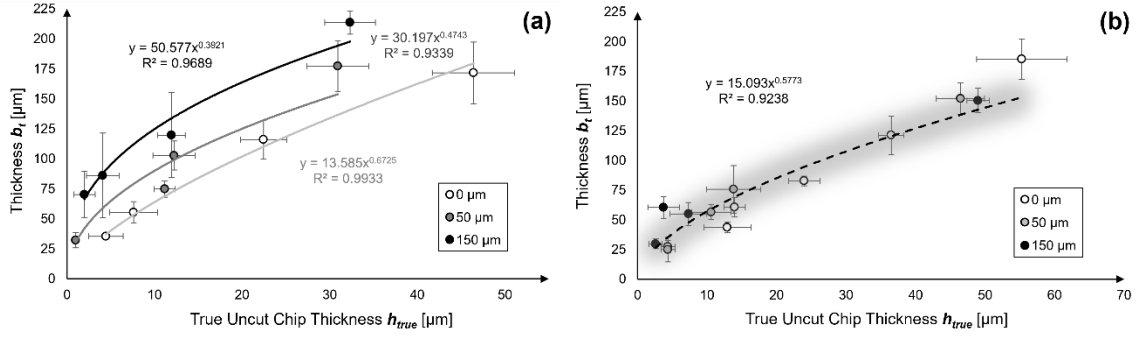 (a)
Thickness b_t [µm]
225
200
175
150
125
100
75
50
25
0
y = 50.577x^0.3921
R² = 0.9689
y = 30.197x^0.4743
R² = 0.9339
y = 13.585x^0.6725
R² = 0.9933
0 µm
50 µm
150 µm
0 10 20 30 40 50
True Uncut Chip Thickness h_true [µm]
(b)
Thickness b_t [µm]
225
200
175
150
125
100
75
50
25
0
y = 15.093x^0.5773
R² = 0.9238
0 µm
50 µm
150 µm
0 10 20 30 40 50 60 70
True Uncut Chip Thickness h_true [µm]